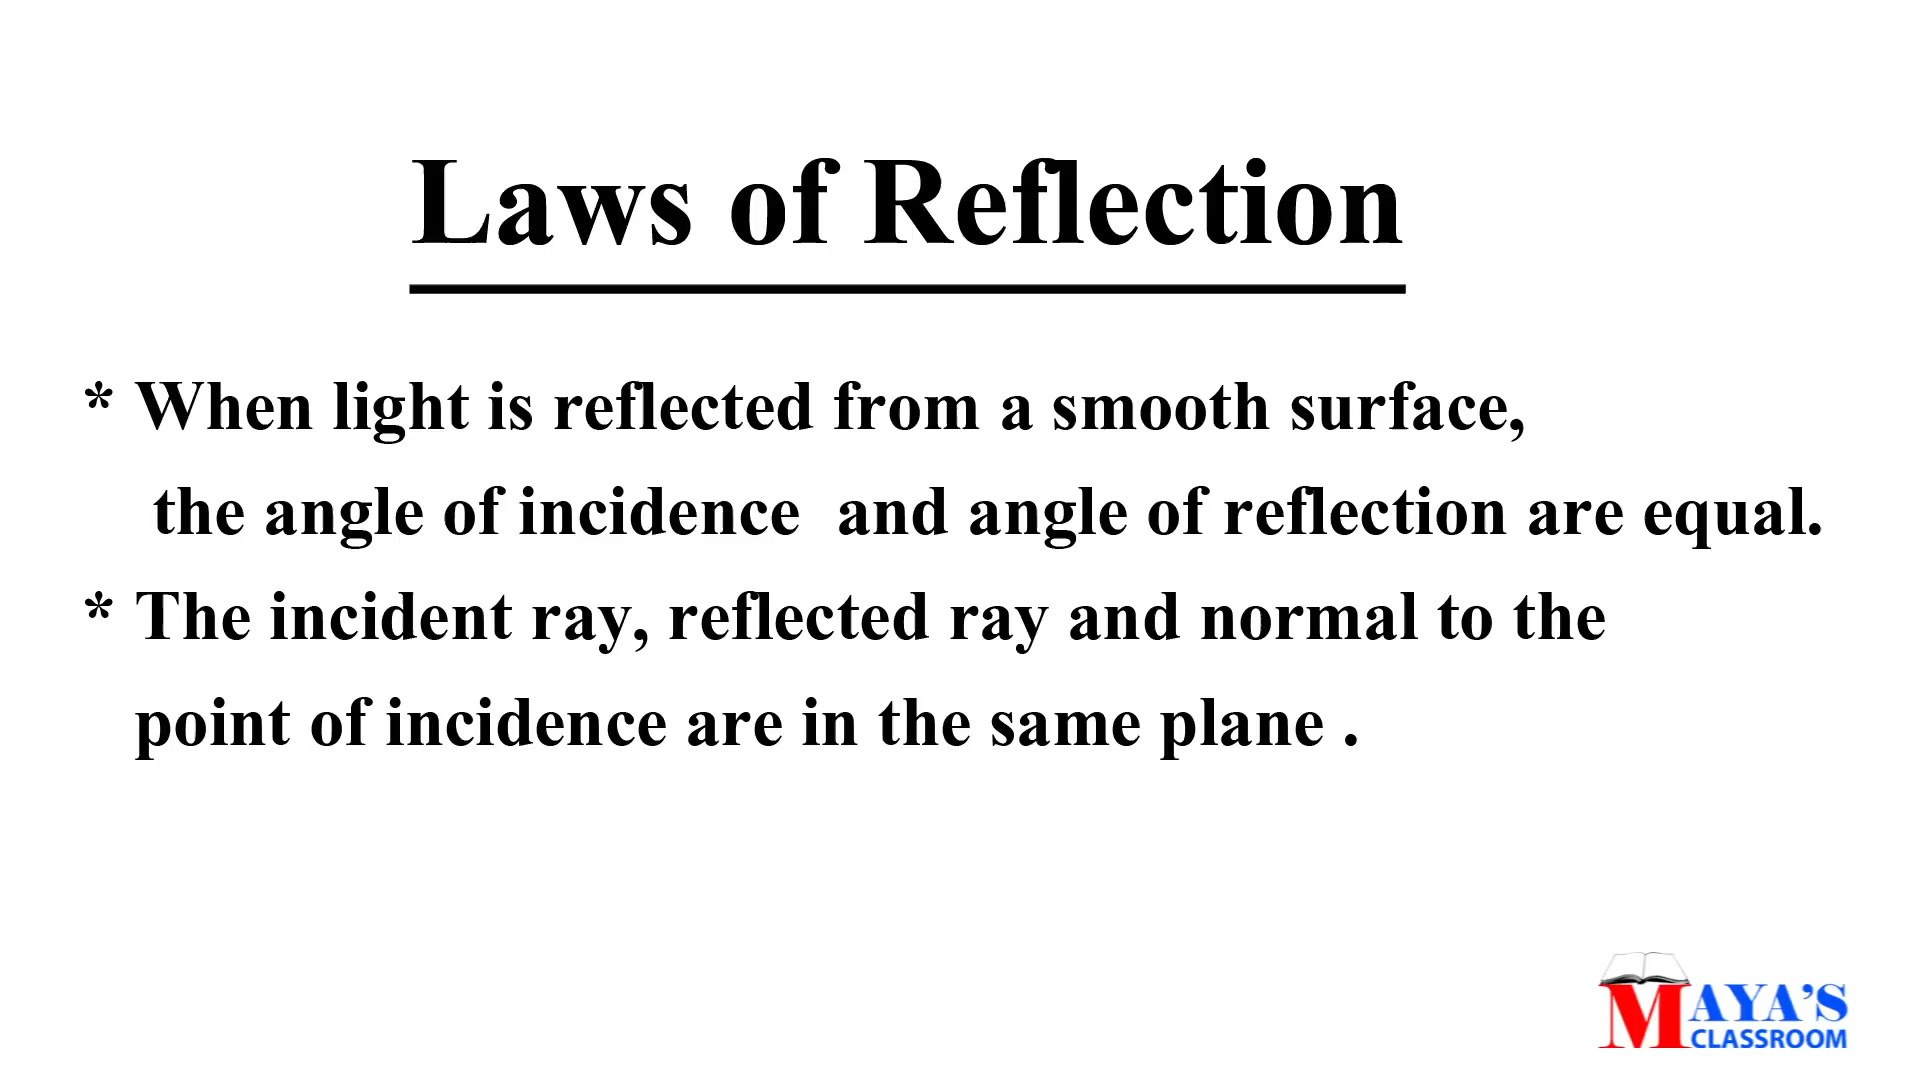 Laws of Reflection
* When light is reflected from a smooth surface,
the angle of incidence and angle of reflection are equal.
* The incident ray, reflected ray and normal to the
point of incidence are in the same plane .
MAYA'S
CLASSROOM